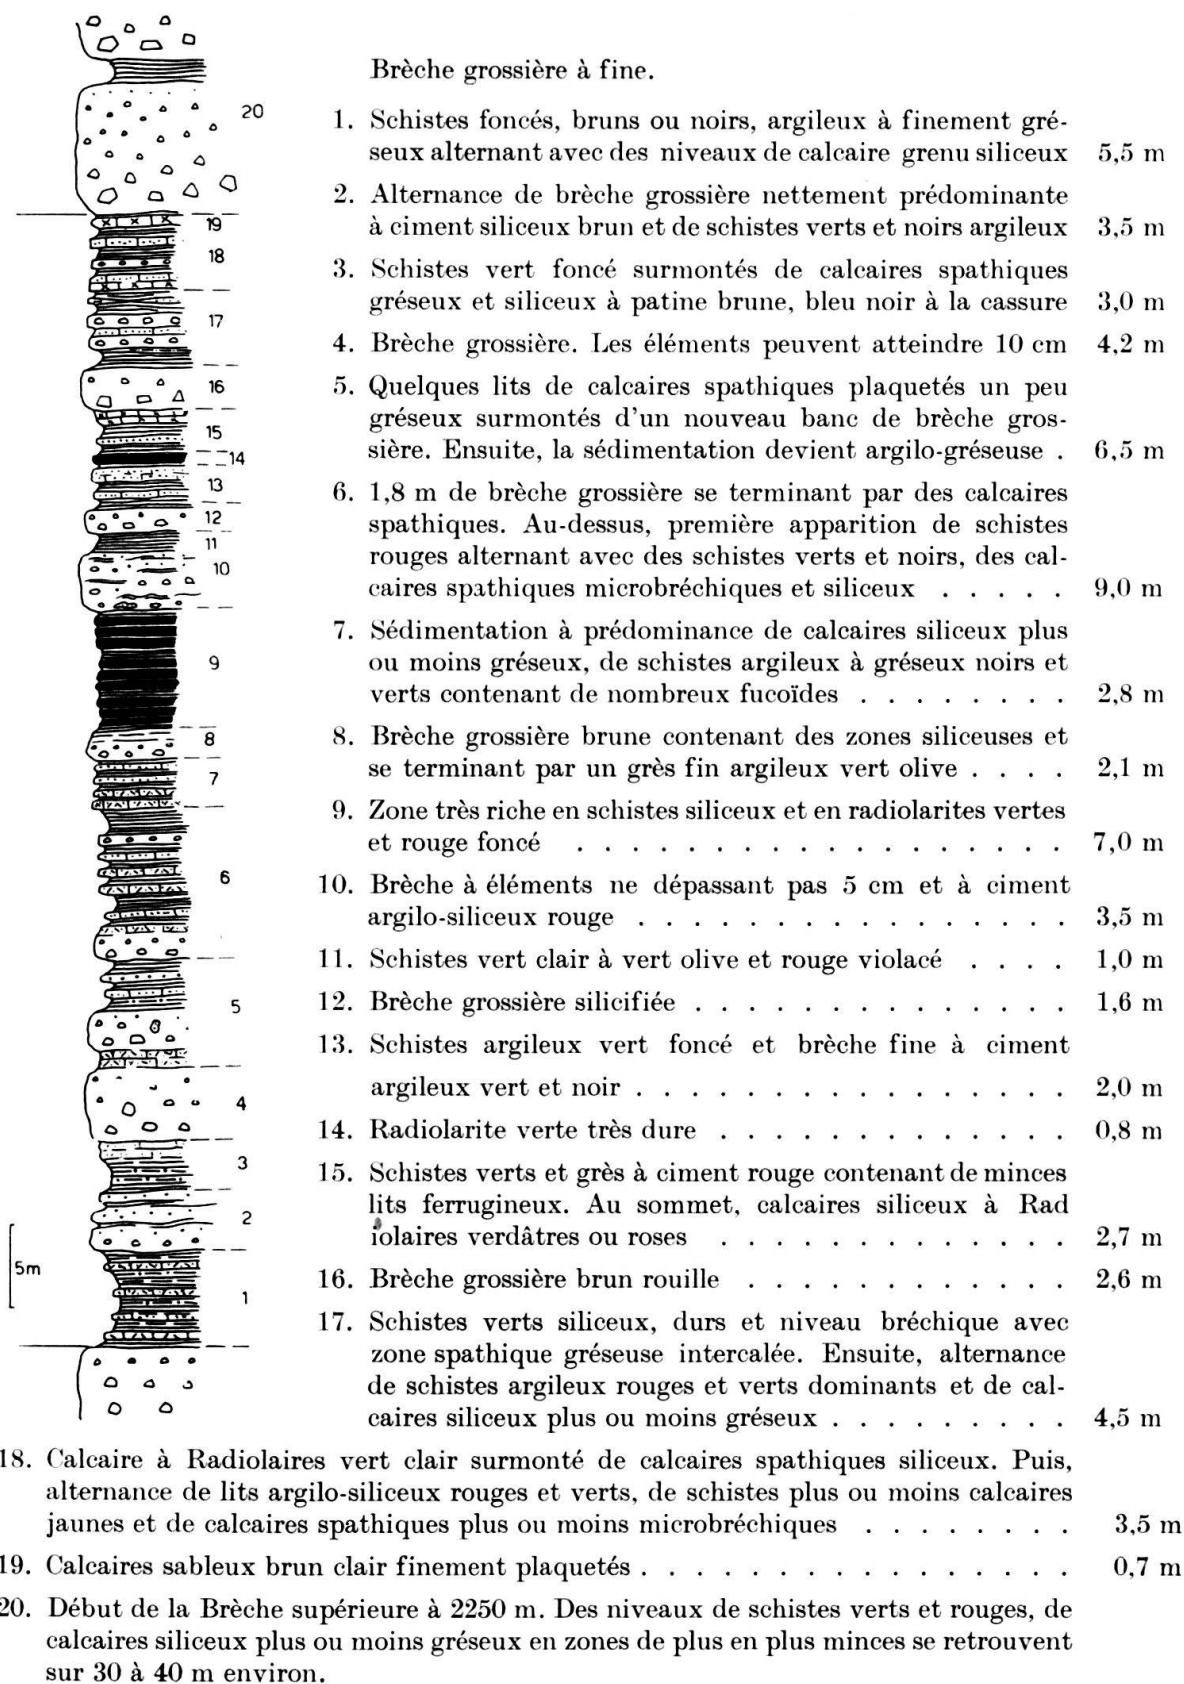 Brèche grossière à fine.
1. Schistes foncés, bruns ou noirs, argileux à finement gré-
seux alternant avec des niveaux de calcaire grenu siliceux 5,5 m
2. Alternance de brèche grossière nettement prédominante
à ciment siliceux brun et de schistes verts et noirs argileux 3,5 m
3. Schistes vert foncé surmontés de calcaires spathiques
gréseux et siliceux à patine brune, bleu noir à la cassure 3,0 m
4. Brèche grossière. Les éléments peuvent atteindre 10 cm 4,2 m
5. Quelques lits de calcaires spathiques plaquetés un peu
gréseux surmontés d'un nouveau banc de brèche gros-
sière. Ensuite, la sédimentation devient argilo-gréseuse . 6,5 m
6. 1,8 m de brèche grossière se terminant par des calcaires
spathiques. Au-dessus, première apparition de schistes
rouges alternant avec des schistes verts et noirs, des cal-
caires spathiques microbréchiques et siliceux . . . . . 9,0 m
7. Sédimentation à prédominance de calcaires siliceux plus
ou moins gréseux, de schistes argileux à gréseux noirs et
verts contenant de nombreux fucoïdes . . . . . . . . 2,8 m
8. Brèche grossière brune contenant des zones siliceuses et
se terminant par un grès fin argileux vert olive . . . . 2,1 m
9. Zone très riche en schistes siliceux et en radiolarites vertes
et rouge foncé . . . . . . . . . . . . . . . . . . 7,0 m
10. Brèche à éléments ne dépassant pas 5 cm et à ciment
argilo-siliceux rouge . . . . . . . . . . . . . . . . 3,5 m
11. Schistes vert clair à vert olive et rouge violacé . . . . 1,0 m
12. Brèche grossière silicifiée . . . . . . . . . . . . . . 1,6 m
13. Schistes argileux vert foncé et brèche fine à ciment
argileux vert et noir . . . . . . . . . . . . . . . . 2,0 m
14. Radiolarite verte très dure . . . . . . . . . . . . . 0,8 m
15. Schistes verts et grès à ciment rouge contenant de minces
lits ferrugineux. Au sommet, calcaires siliceux à Rad
iolaires verdâtres ou roses . . . . . . . . . . . . . 2,7 m
16. Brèche grossière brun rouille . . . . . . . . . . . . 2,6 m
17. Schistes verts siliceux, durs et niveau bréchique avec
zone spathique gréseuse intercalée. Ensuite, alternance
de schistes argileux rouges et verts dominants et de cal-
caires siliceux plus ou moins gréseux . . . . . . . . . 4,5 m
18. Calcaire à Radiolaires vert clair surmonté de calcaires spathiques siliceux. Puis,
alternance de lits argilo-siliceux rouges et verts, de schistes plus ou moins calcaires
jaunes et de calcaires spathiques plus ou moins microbréchiques . . . . . . . . 3,5 m
19. Calcaires sableux brun clair finement plaquetés . . . . . . . . . . . . . . . . 0,7 m
20. Début de la Brèche supérieure à 2250 m. Des niveaux de schistes verts et rouges, de
calcaires siliceux plus ou moins gréseux en zones de plus en plus minces se retrouvent
sur 30 à 40 m environ.
20
19
18
17
16
15
14
13
12
11
10
9
8
7
6
5
4
3
2
5m
1